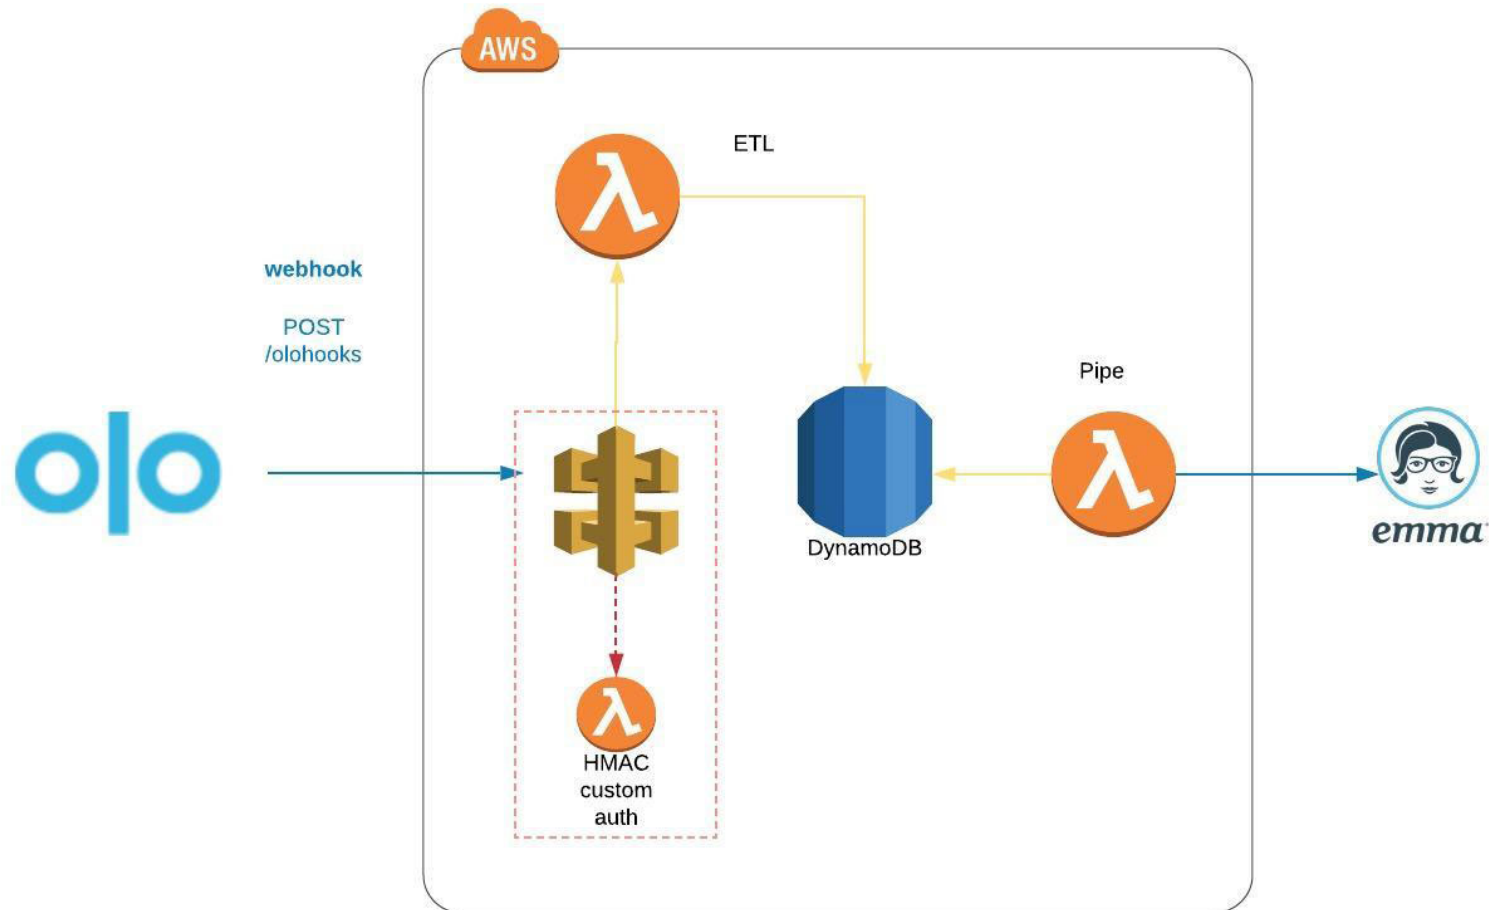 AWS
ETL
webhook
POST
/olohooks
Pipe
olo
DynamoDB
emma
HMAC
custom
auth